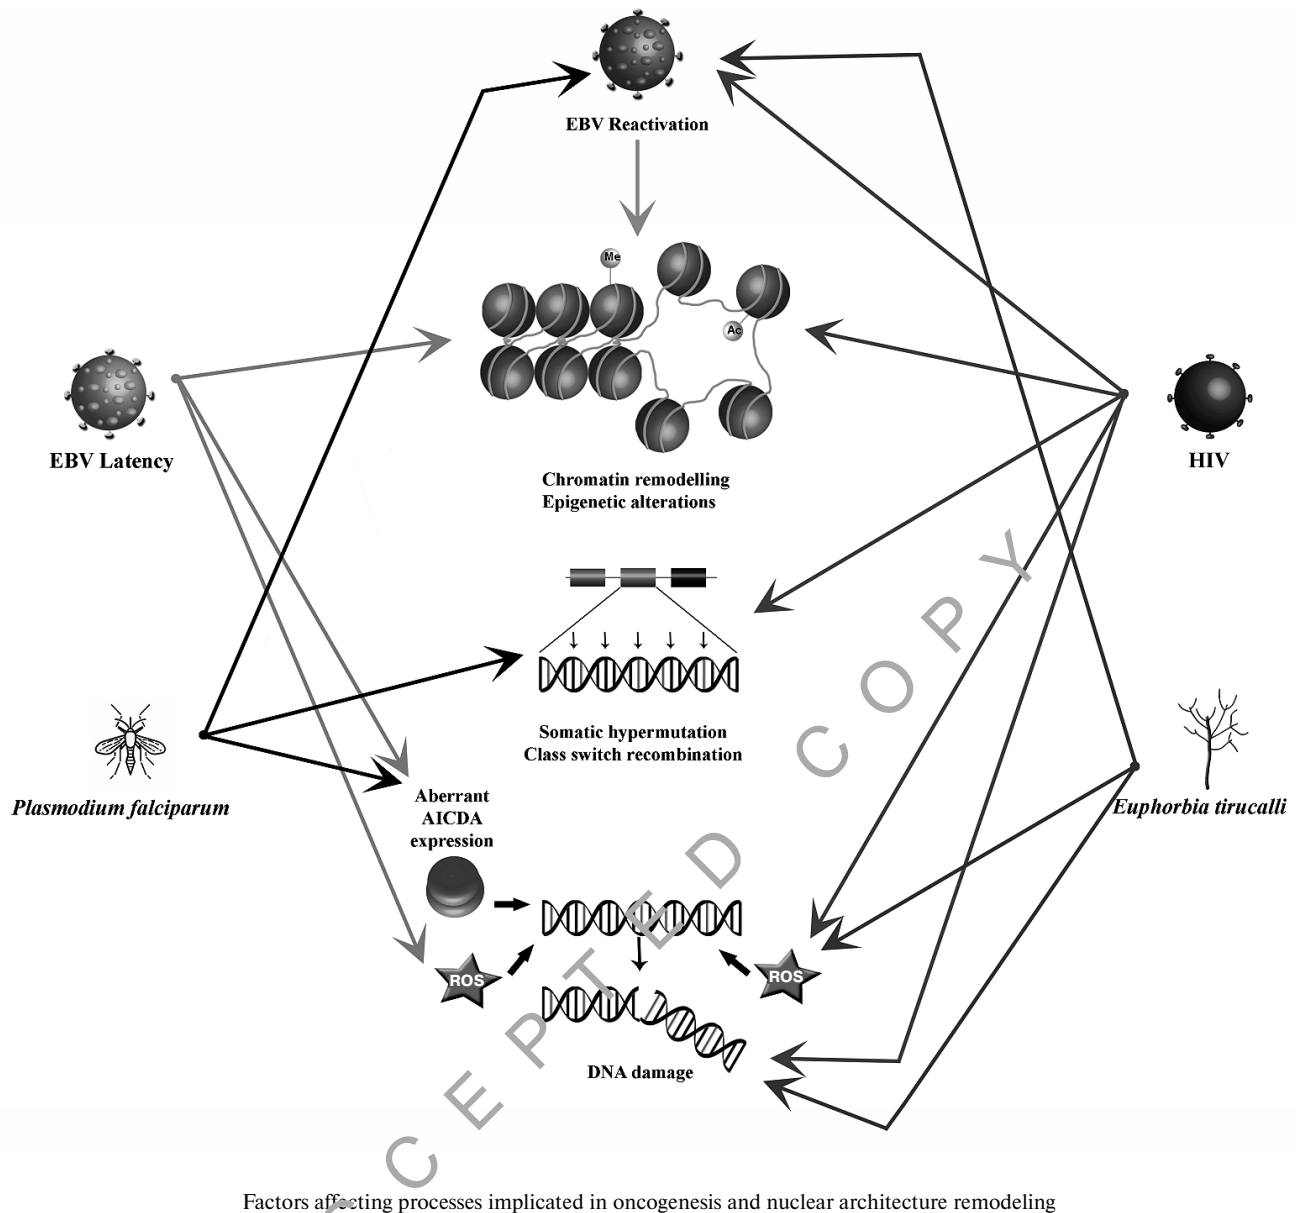 EBV Reactivation
Me
Ac
EBV Latency
HIV
Chromatin remodelling
Epigenetic alterations
Somatic hypermutation
Class switch recombination
Plasmodium falciparum
Euphorbia tirucalli
Aberrant
AICDA
expression
ROS
ROS
DNA damage
CEPTED COPY
Factors affecting processes implicated in oncogenesis and nuclear architecture remodeling